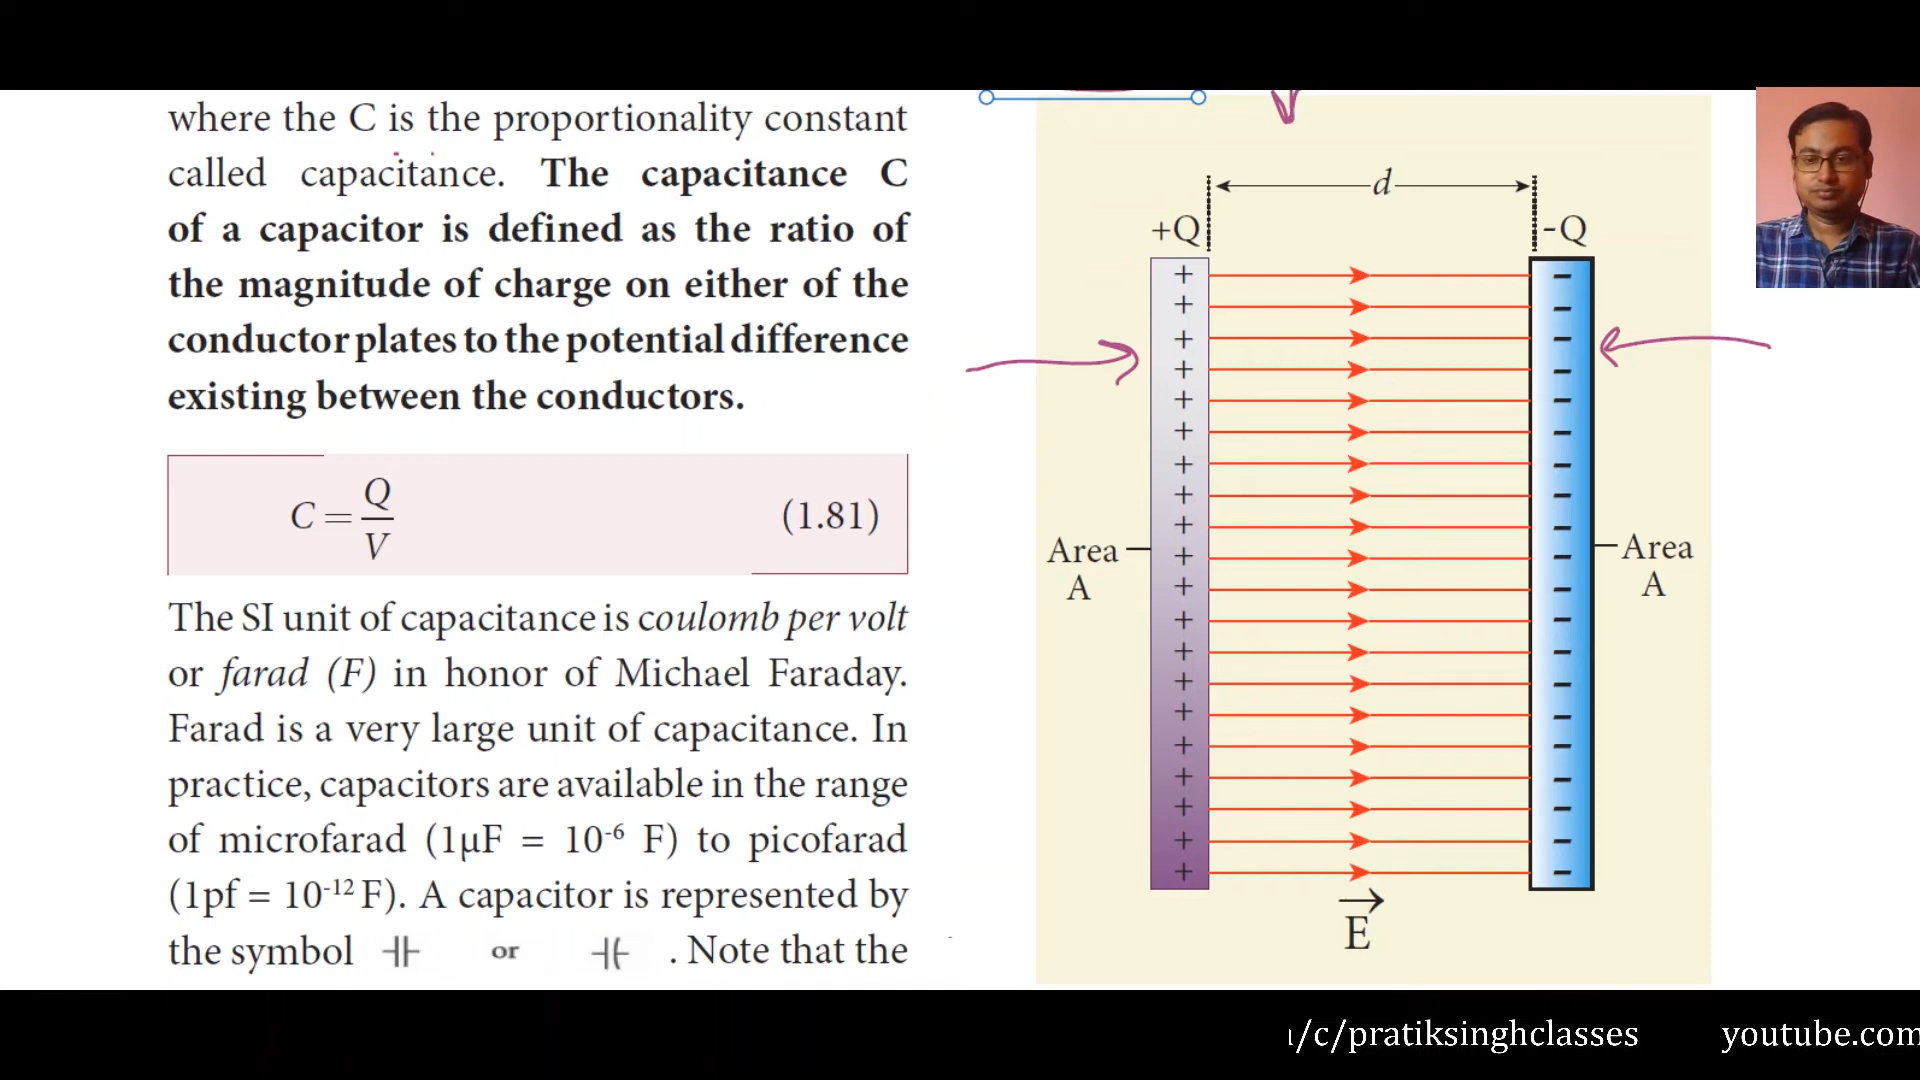 where the C is the proportionality constant
called capacitance. The capacitance C
of a capacitor is defined as the ratio of
the magnitude of charge on either of the
conductor plates to the potential difference
existing between the conductors.
C = Q/V (1.81)
The SI unit of capacitance is coulomb per volt
or farad (F) in honor of Michael Faraday.
Farad is a very large unit of capacitance. In
practice, capacitors are available in the range
of microfarad (1μF = 10⁻⁶ F) to picofarad
(1pf = 10⁻¹² F). A capacitor is represented by
the symbol or . Note that the
d
+Q
-Q
Area
A
Area
A
E
/c/pratiksinghclasses
youtube.com